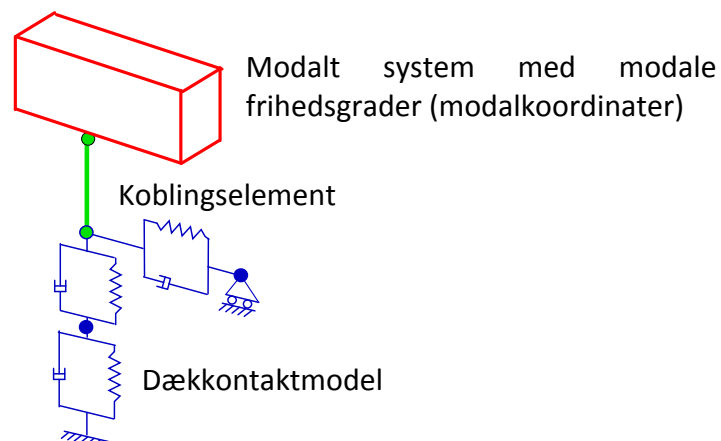 Modalt system med modale
frihedsgrader (modalkoordinater)
Koblingselement
Dækkontaktmodel